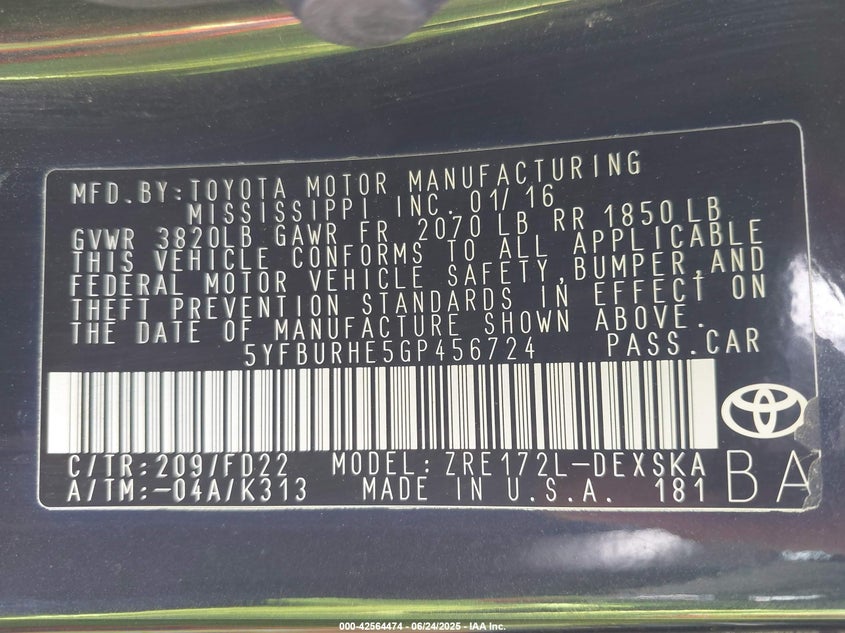 MFD.BY:TOYOTA MOTOR MANUFACTURING
MISSISSIPPI INC. 01/16
GVWR 3820LB GAWR FR 2070 LB RR 1850 LB
THIS VEHICLE CONFORMS TO ALL APPLICABLE
FEDERAL MOTOR VEHICLE SAFETY,BUMPER,AND
THEFT PREVENTION STANDARDS IN EFFECT ON
THE DATE OF MANUFACTURE SHOWN ABOVE.
5YFBURHE5GP456724 PASS.CAR
C/TR:209/FD22 MODEL:ZRE172L-DEXSKA
A/TM:-04A/K313 MADE IN U.S.A. 181
BA
000-42564474 - 06/24/2025 - IAA Inc.